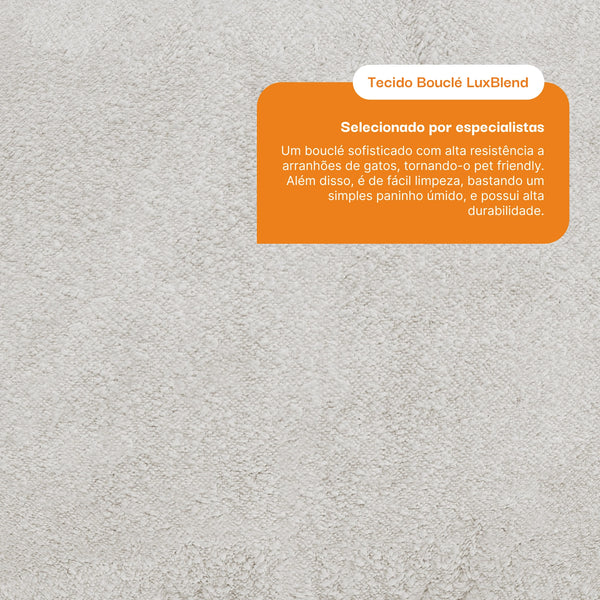 Tecido Bouclé LuxBlend
Selecionado por especialistas
Um bouclé sofisticado com alta resistência a
arranhões de gatos, tornando-o pet friendly.
Além disso, é de fácil limpeza, bastando um
simples paninho úmido, e possui alta
durabilidade.